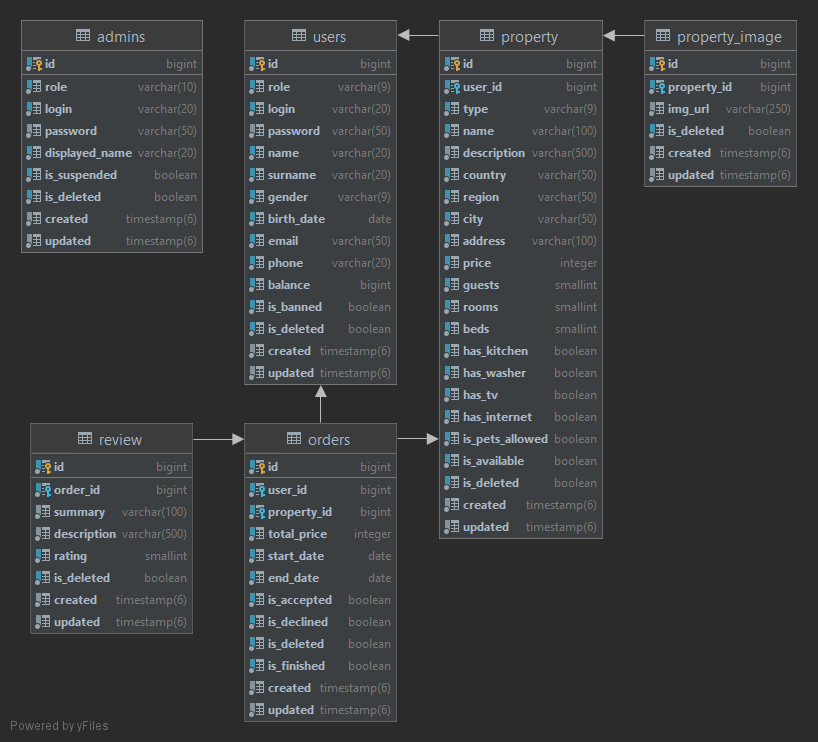 admins
id bigint
role varchar(10)
login varchar(20)
password varchar(50)
displayed_name varchar(20)
is_suspended boolean
is_deleted boolean
created timestamp(6)
updated timestamp(6)
users
id bigint
role varchar(9)
login varchar(20)
password varchar(50)
name varchar(20)
surname varchar(20)
gender varchar(9)
birth_date date
email varchar(50)
phone varchar(20)
balance bigint
is_banned boolean
is_deleted boolean
created timestamp(6)
updated timestamp(6)
property
id bigint
user_id bigint
type varchar(9)
name varchar(100)
description varchar(500)
country varchar(50)
region varchar(50)
city varchar(50)
address varchar(100)
price integer
guests smallint
rooms smallint
beds smallint
has_kitchen boolean
has_washer boolean
has_tv boolean
has_internet boolean
is_pets_allowed boolean
is_available boolean
is_deleted boolean
created timestamp(6)
updated timestamp(6)
property_image
id bigint
property_id bigint
img_url varchar(250)
is_deleted boolean
created timestamp(6)
updated timestamp(6)
review
id bigint
order_id bigint
summary varchar(100)
description varchar(500)
rating smallint
is_deleted boolean
created timestamp(6)
updated timestamp(6)
orders
id bigint
user_id bigint
property_id bigint
total_price integer
start_date date
end_date date
is_accepted boolean
is_declined boolean
is_deleted boolean
is_finished boolean
created timestamp(6)
updated timestamp(6)
Powered by yFiles